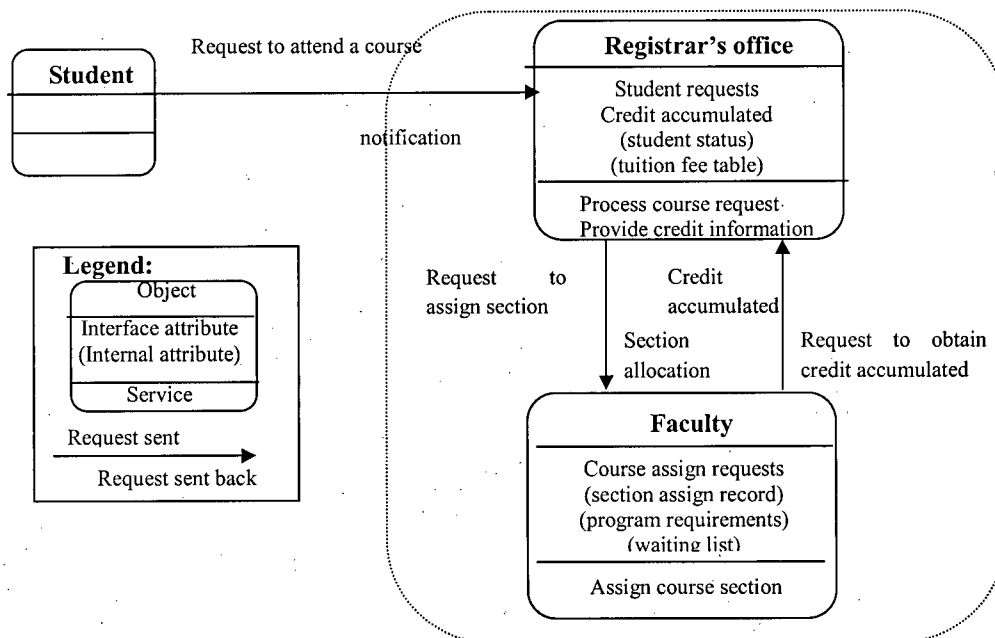 Request to attend a course
Student
notification
Registrar's office
Student requests
Credit accumulated
(student status)
(tuition fee table)
Process course request
Provide credit information
Request to
assign section
Credit
accumulated
Section
allocation
Request to obtain
credit accumulated
Legend:
Object
Interface attribute
(Internal attribute)
Service
Request sent
Request sent back
Faculty
Course assign requests
(section assign record)
(program requirements)
(waiting list)
Assign course section